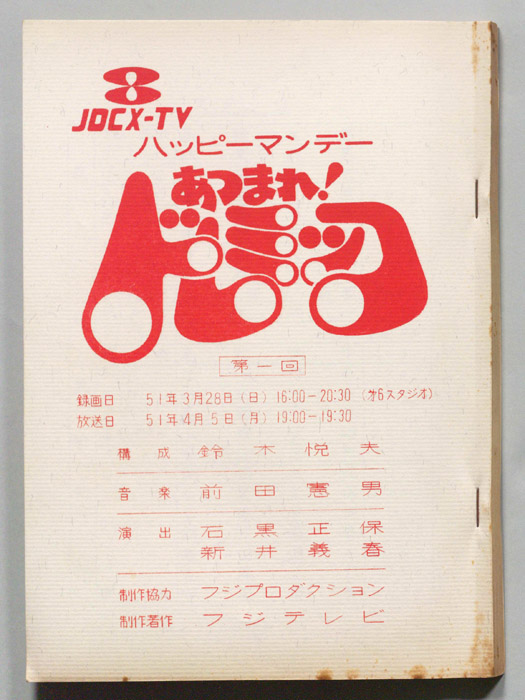 8
JOCX-TV
ハッピーマンデー
あつまれ!
ドミッコ
第一回
録画日 51年3月28日(日)16:00-20:30(才6スタジオ)
放送日 51年4月5日(月)19:00-19:30
構成 鈴木悦夫
音楽 前田憲男
演出 石黒正保
新井義春
制作協力 フジプロダクション
制作著作 フジテレビ